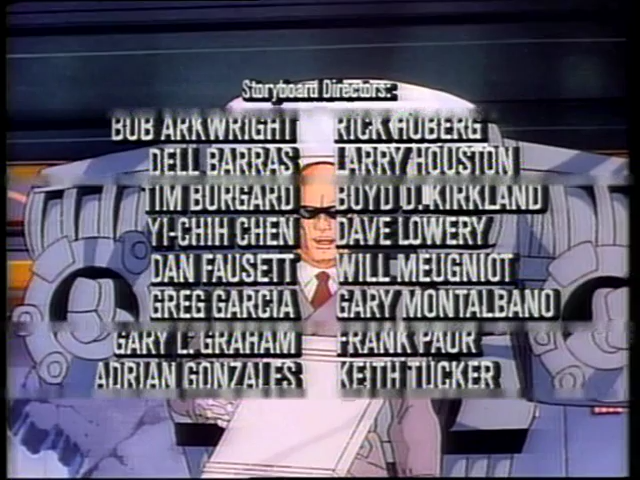 Storyboard Directors:
BOB ARKWRIGHT RICK HOBERG
DELL BARRAS LARRY HOUSTON
TIM BURGARD BOYD D. KIRKLAND
YI-CHIH CHEN DAVE LOWERY
DAN FAUSETT WILL MEUGNIOT
GREG GARCIA GARY MONTALBANO
GARY L. GRAHAM FRANK PAUR
ADRIAN GONZALES KEITH TUCKER